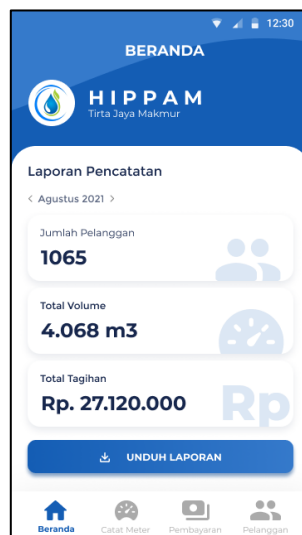 12:30
BERANDA
HIPPAM
Tirta Jaya Makmur
Laporan Pencatatan
< Agustus 2021 >
Jumlah Pelanggan
1065
Total Volume
4.068 m3
Total Tagihan
Rp. 27.120.000
Rp
UNDUH LAPORAN
Beranda Catat Meter Pembayaran Pelanggan